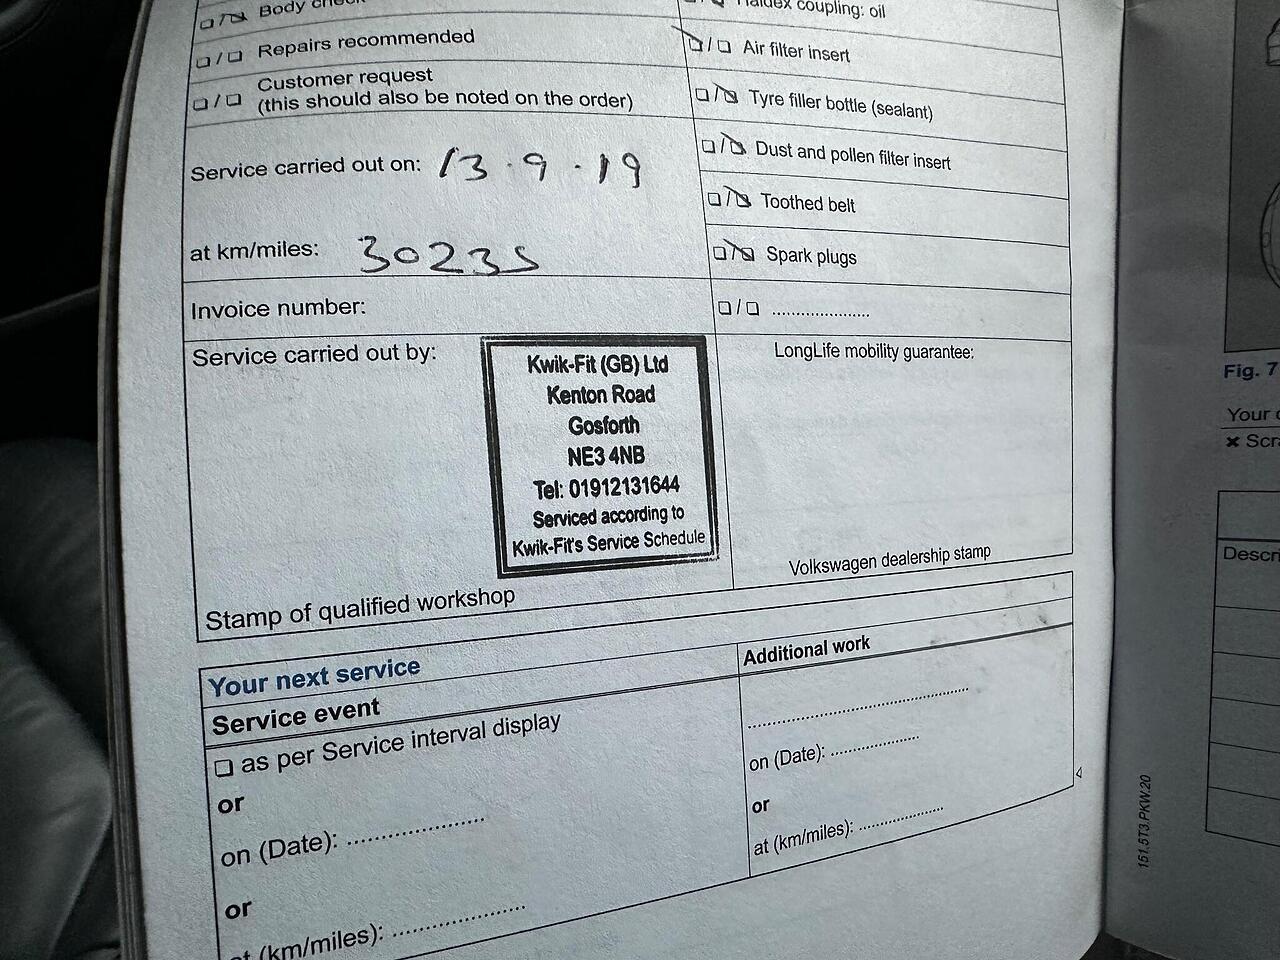 Body check
Repairs recommended
Customer request
(this should also be noted on the order)
Haldex coupling: oil
Air filter insert
Tyre filler bottle (sealant)
Dust and pollen filter insert
Toothed belt
Spark plugs
Service carried out on: 13.9.19
at km/miles: 30235
Invoice number:
/ .....................
Service carried out by:
Kwik-Fit (GB) Ltd
Kenton Road
Gosforth
NE3 4NB
Tel: 01912131644
Serviced according to
Kwik-Fit's Service Schedule
Stamp of qualified workshop
LongLife mobility guarantee:
Volkswagen dealership stamp
Your next service
Service event
as per Service interval display
or
on (Date): .....................
or
at (km/miles): .....................
Additional work
.....................
on (Date): .....................
or
at (km/miles): .....................
151.5T3.PKW.20
Fig. 7
Your
× Scr
Descri